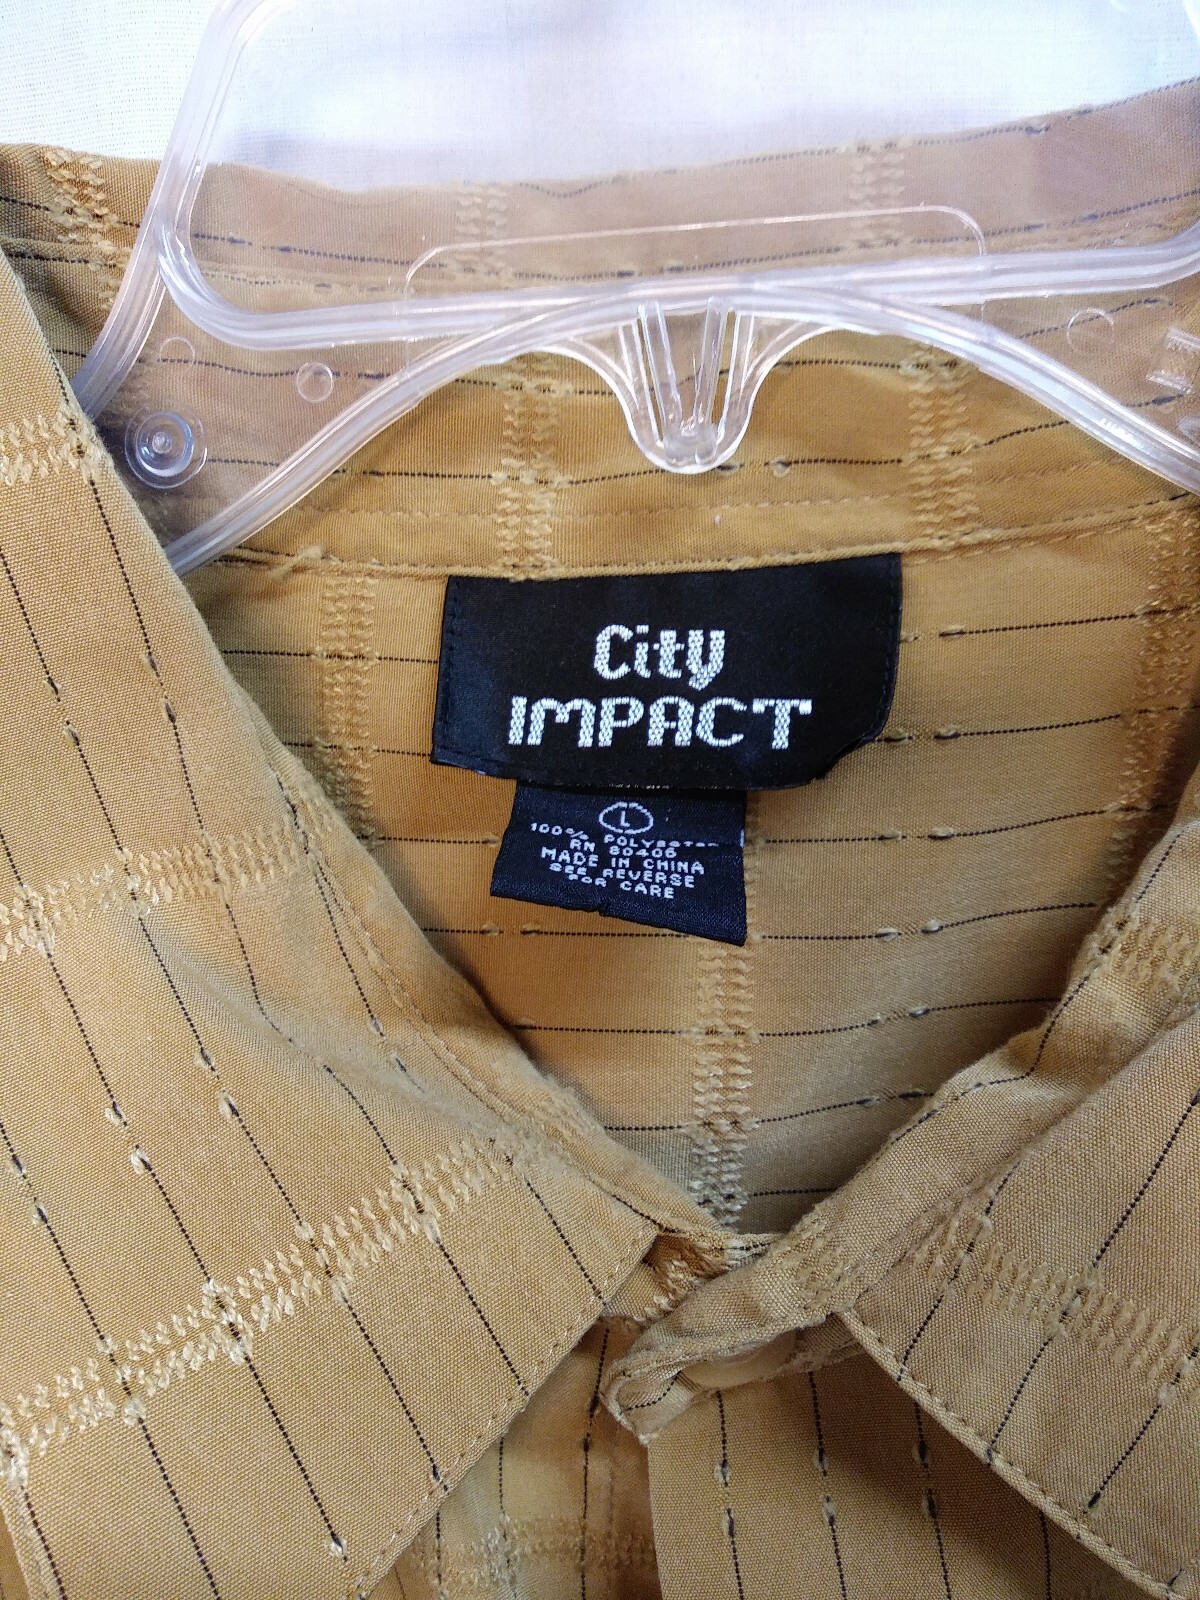 City
IMPACT
L
100% POLYESTER
RN 80406
MADE IN CHINA
SEE REVERSE
FOR CARE